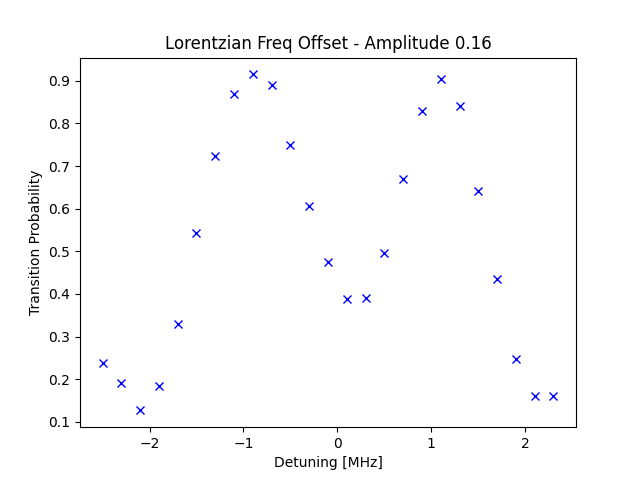 Lorentzian Freq Offset - Amplitude 0.16
Transition Probability
0.9
0.8
0.7
0.6
0.5
0.4
0.3
0.2
0.1
−2 −1 0 1 2
Detuning [MHz]